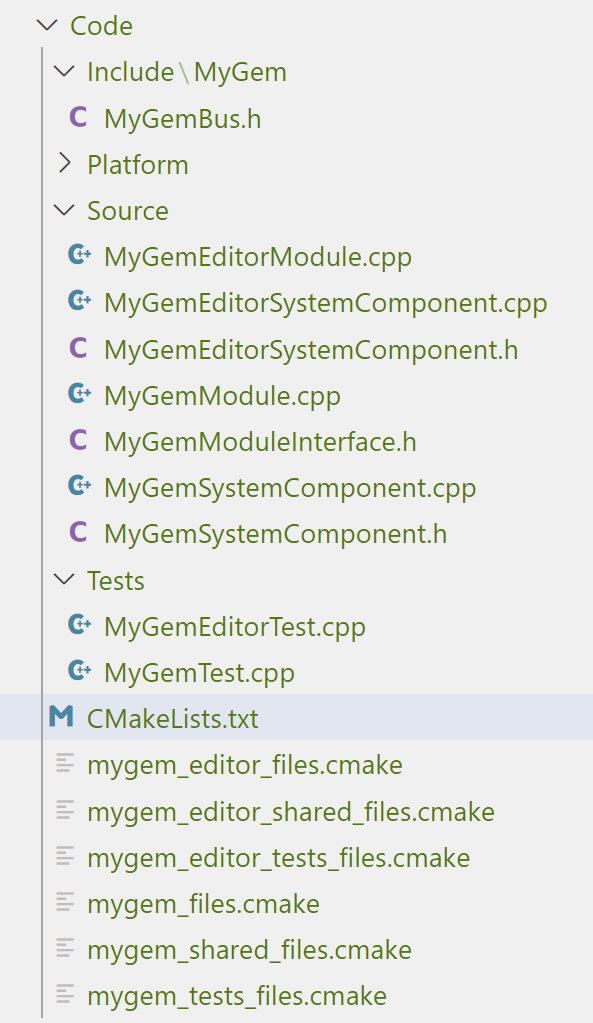 Code
Include\MyGem
C MyGemBus.h
Platform
Source
C++ MyGemEditorModule.cpp
C++ MyGemEditorSystemComponent.cpp
C MyGemEditorSystemComponent.h
C++ MyGemModule.cpp
C MyGemModuleInterface.h
C++ MyGemSystemComponent.cpp
C MyGemSystemComponent.h
Tests
C++ MyGemEditorTest.cpp
C++ MyGemTest.cpp
M CMakeLists.txt
mygem_editor_files.cmake
mygem_editor_shared_files.cmake
mygem_editor_tests_files.cmake
mygem_files.cmake
mygem_shared_files.cmake
mygem_tests_files.cmake